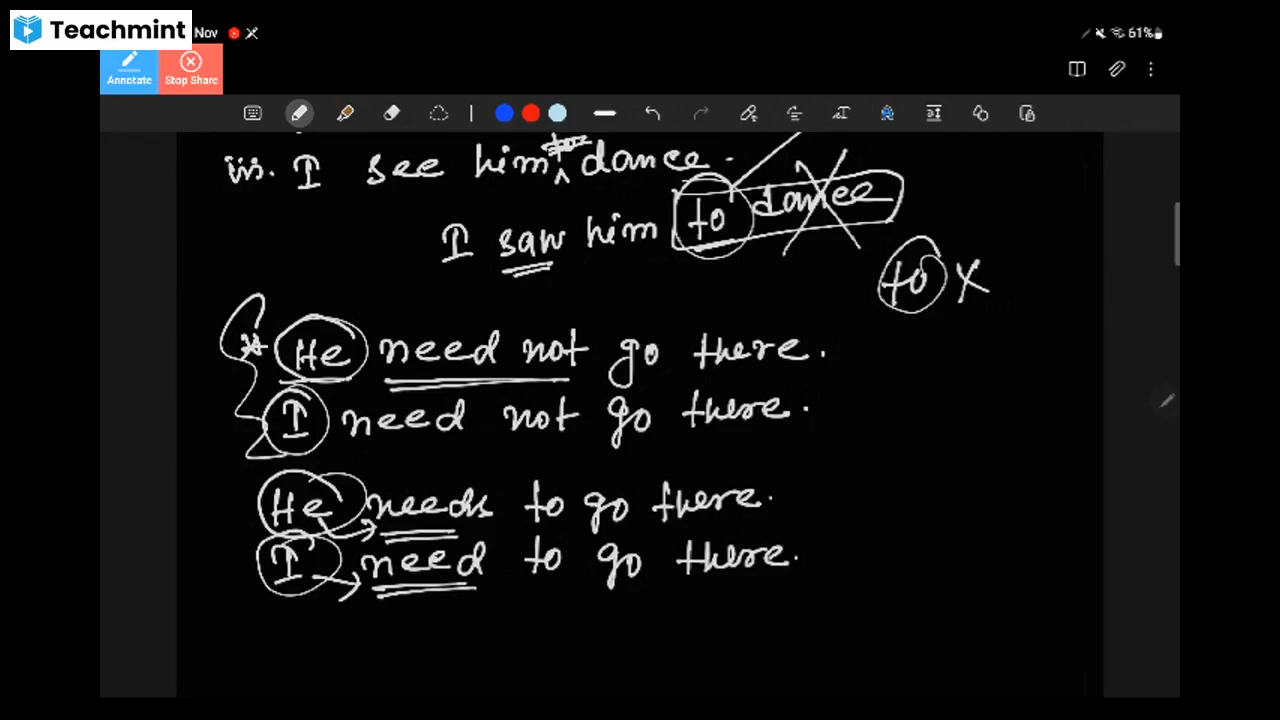 Teachmint
Nov
61%
Annotate
Stop Share
iii. I see him dance.
I saw him to dance
to X
** He need not go there.
I need not go there.
He needs to go there.
I need to go there.